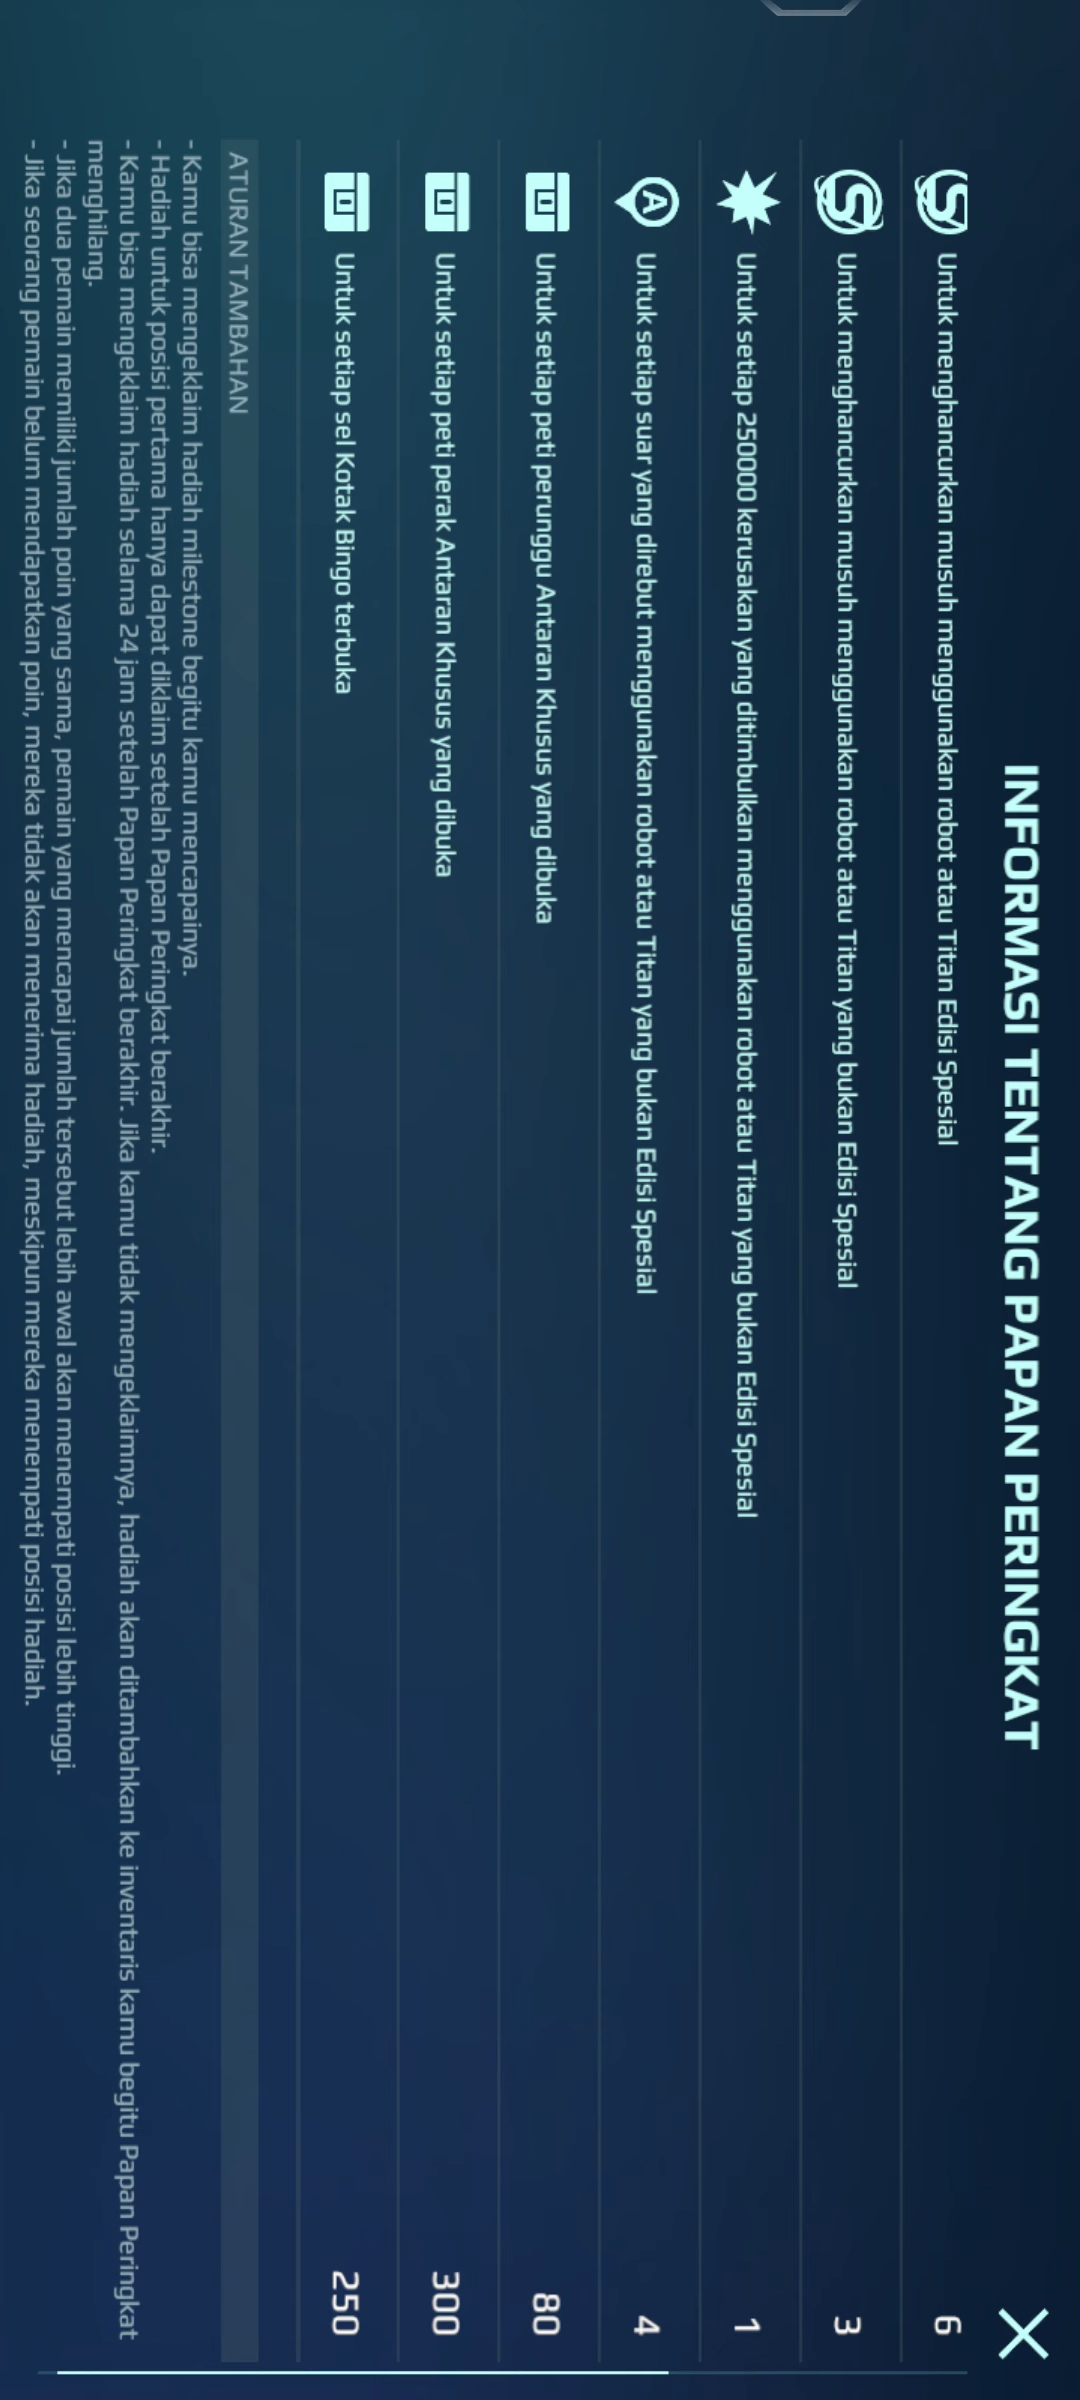 INFORMASI TENTANG PAPAN PERINGKAT
Untuk menghancurkan musuh menggunakan robot atau Titan Edisi Spesial 6
Untuk menghancurkan musuh menggunakan robot atau Titan yang bukan Edisi Spesial 3
Untuk setiap 250000 kerusakan yang ditimbulkan menggunakan robot atau Titan yang bukan Edisi Spesial 1
A Untuk setiap suar yang direbut menggunakan robot atau Titan yang bukan Edisi Spesial 4
Untuk setiap peti perunggu Antaran Khusus yang dibuka 80
Untuk setiap peti perak Antaran Khusus yang dibuka 300
Untuk setiap sel Kotak Bingo terbuka 250
ATURAN TAMBAHAN
- Kamu bisa mengeklaim hadiah milestone begitu kamu mencapainya.
- Hadiah untuk posisi pertama hanya dapat diklaim setelah Papan Peringkat berakhir.
- Kamu bisa mengeklaim hadiah selama 24 jam setelah Papan Peringkat berakhir. Jika kamu tidak mengeklaimnya, hadiah akan ditambahkan ke inventaris kamu begitu Papan Peringkat
menghilang.
- Jika dua pemain memiliki jumlah poin yang sama, pemain yang mencapai jumlah tersebut lebih awal akan menempati posisi lebih tinggi.
- Jika seorang pemain belum mendapatkan poin, mereka tidak akan menerima hadiah, meskipun mereka menempati posisi hadiah.